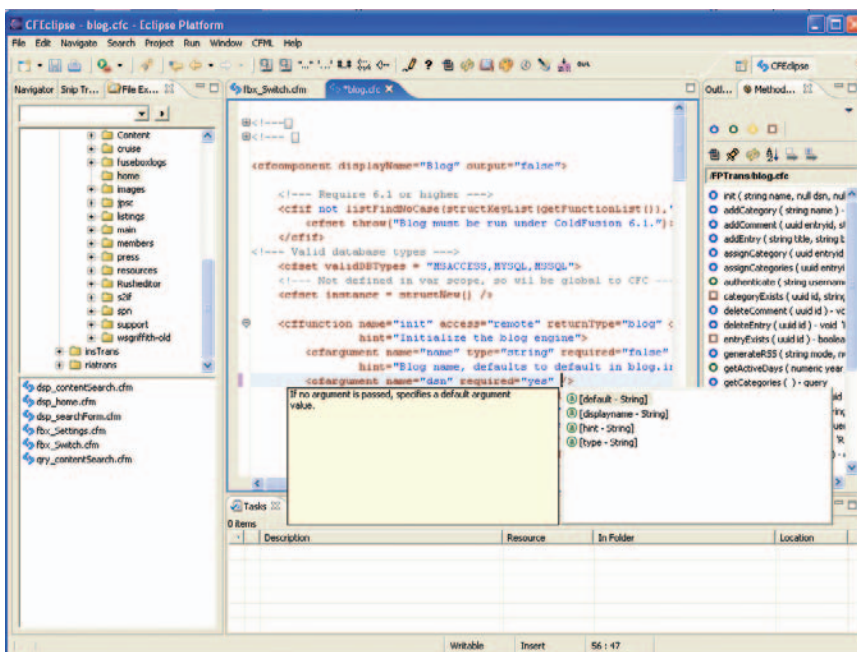 CFEclipse - blog.cfc - Eclipse Platform
File Edit Navigate Search Project Run Window CFML Help
CFEclipse
Navigator Snip Tr... File Ex...
Content
cruise
fuseboxlogs
home
images
jpsc
listings
main
members
press
resources
Rusheditor
s2lf
spn
support
wsgriffith-old
insTrans
riatrans
dsp_contentSearch.cfm
dsp_home.cfm
dsp_searchForm.cfm
fbx_Settings.cfm
fbx_Switch.cfm
qry_contentSearch.cfm
fbx_Switch.cfm *blog.cfc
<!---
<!---
<cfcomponent displayName="Blog" output="false">
<!--- Require 6.1 or higher --->
<cfif not listFindNoCase(structKeyList(getFunctionList()),"
<cfset throw("Blog must be run under ColdFusion 6.1.")>
</cfif>
<!--- Valid database types --->
<cfset validDBTypes = "MSACCESS,MYSQL,MSSQL">
<!--- Not defined in var scope, so wil be global to CFC ---
<cfset instance = structNew() />
<cffunction name="init" access="remote" returnType="blog" <
hint="Initialize the blog engine">
<cfargument name="name" type="string" required="false"
hint="Blog name, defaults to default in blog.in
<cfargument name="dsn" required="yes" />
If no argument is passed, specifies a default argument
value.
[default - String]
[displayname - String]
[hint - String]
[type - String]
Outl... Method...
/FPTrans/blog.cfc
init ( string name, null dsn, nul
addCategory ( string name ) -
addComment ( uuid entryid, st
addEntry ( string title, string b
assignCategory ( uuid entryid
assignCategories ( uuid entryi
authenticate ( string username
categoryExists ( uuid id, string
deleteComment ( uuid id ) - vo
deleteEntry ( uuid id ) - void
entryExists ( uuid id ) - boolea
generateRSS ( string mode, n
getActiveDays ( numeric year
getCategories ( ) - query
Tasks
0 items
Description Resource In Folder Location
Writable Insert 56 : 47